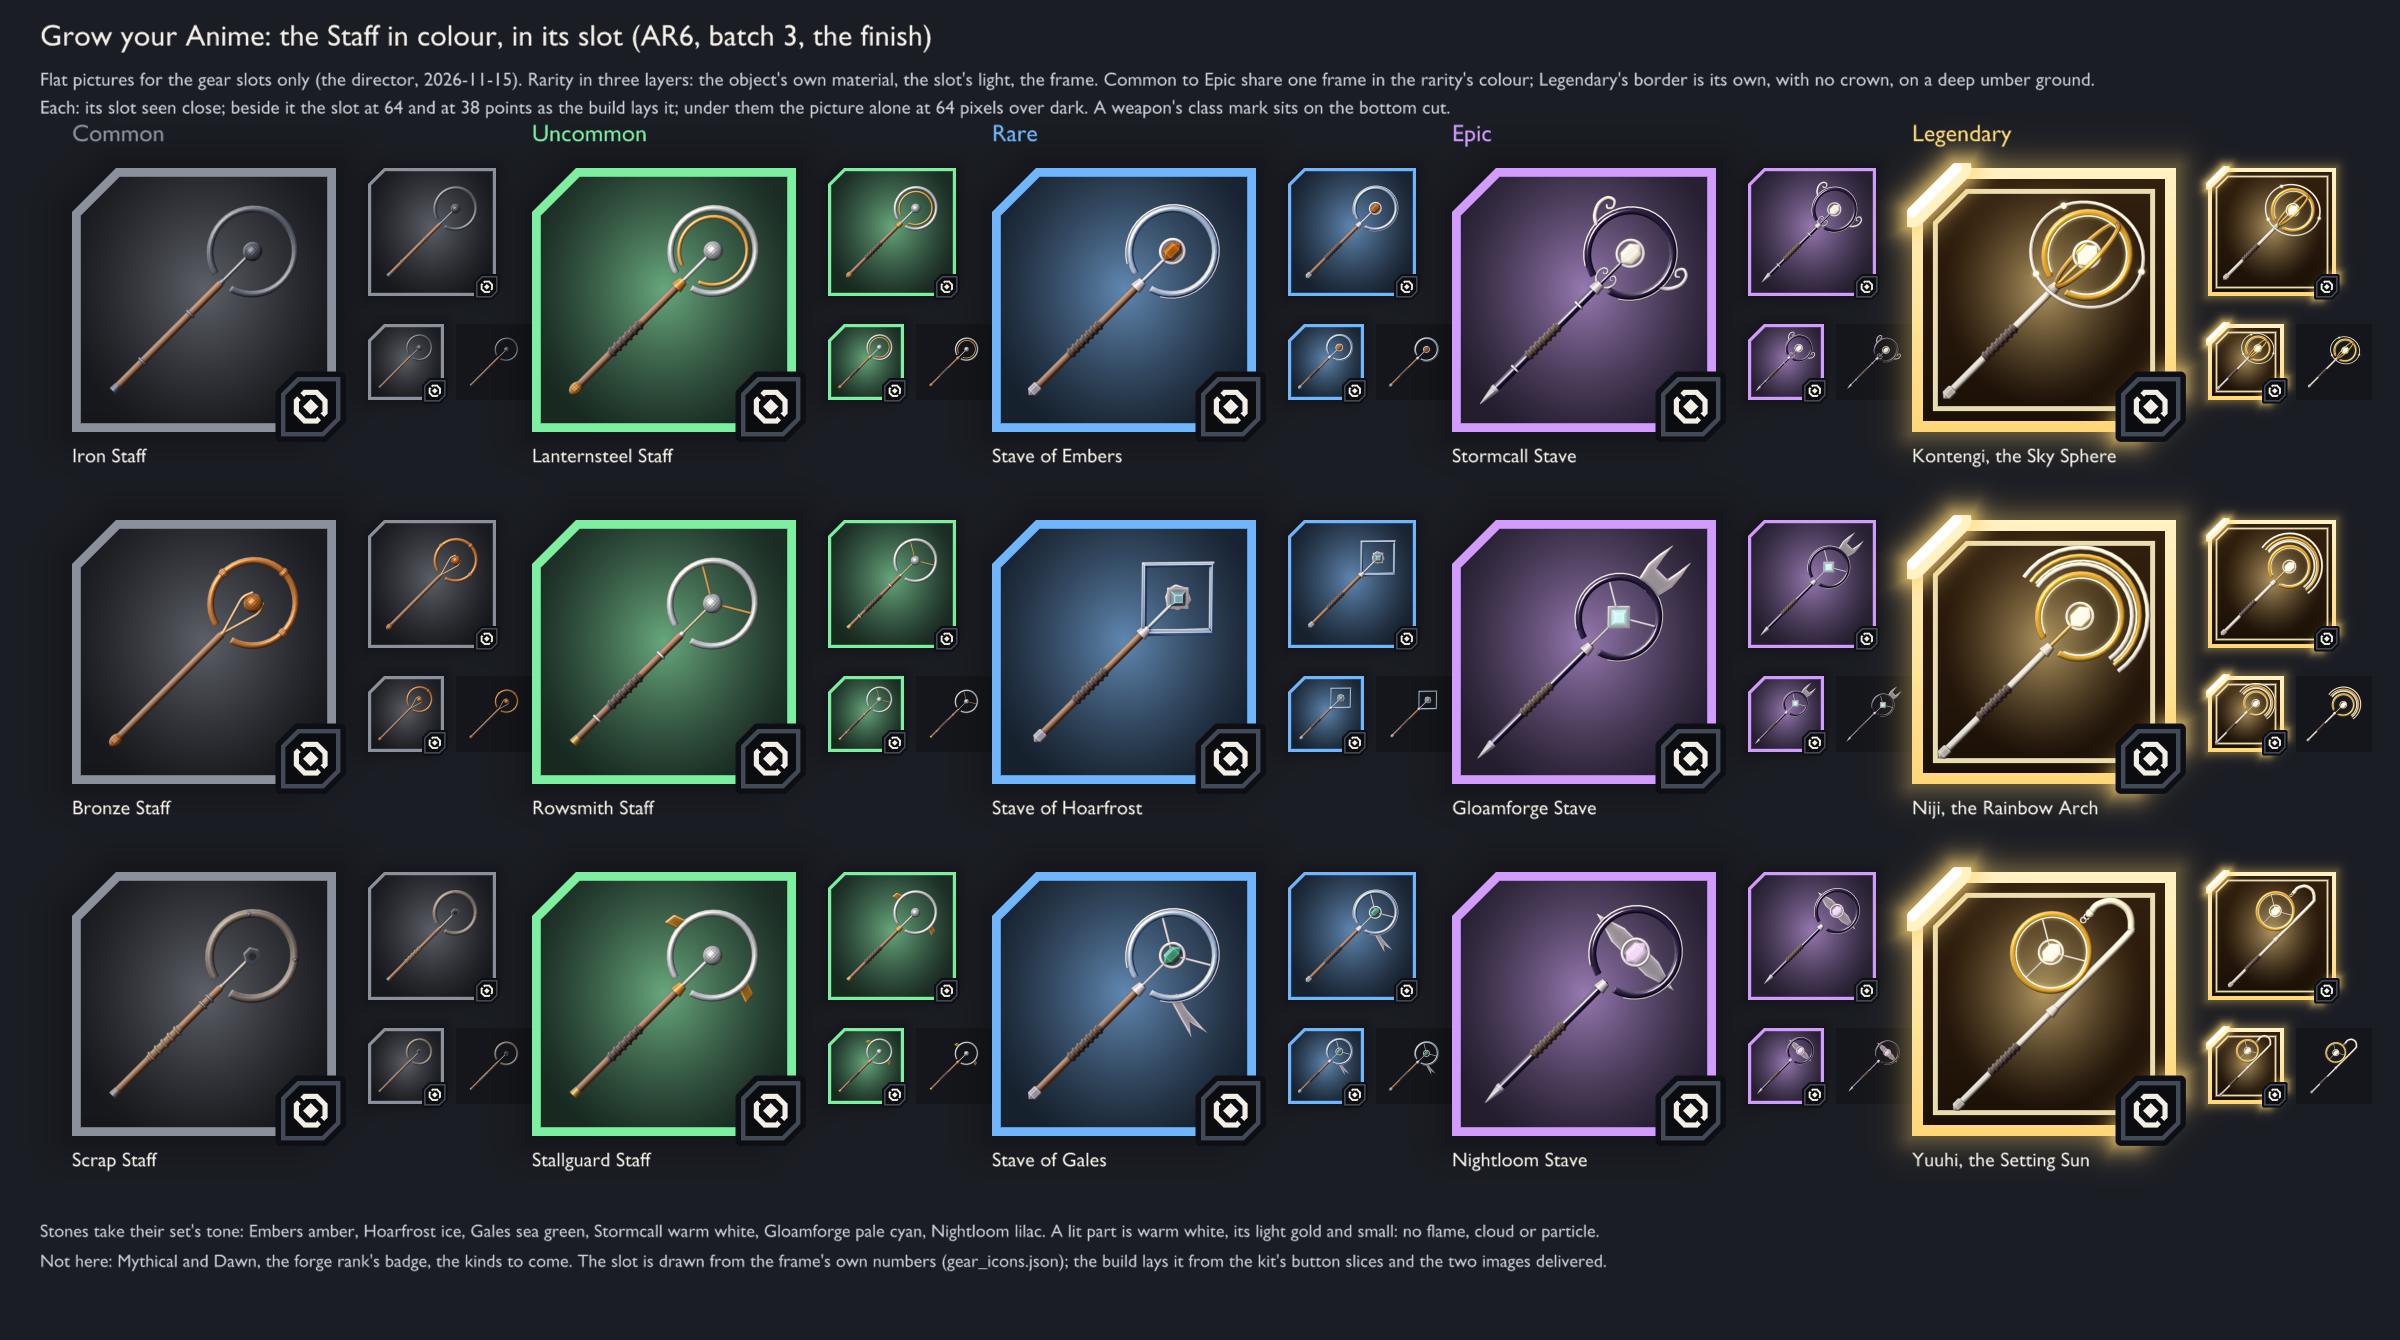 Grow your Anime: the Staff in colour, in its slot (AR6, batch 3, the finish)
Flat pictures for the gear slots only (the director, 2026-11-15). Rarity in three layers: the object's own material, the slot's light, the frame. Common to Epic share one frame in the rarity's colour; Legendary's border is its own, with no crown, on a deep umber ground.
Each: its slot seen close; beside it the slot at 64 and at 38 points as the build lays it; under them the picture alone at 64 pixels over dark. A weapon's class mark sits on the bottom cut.
Common Uncommon Rare Epic Legendary
Iron Staff Lanternsteel Staff Stave of Embers Stormcall Stave Kontengi, the Sky Sphere
Bronze Staff Rowsmith Staff Stave of Hoarfrost Gloamforge Stave Niji, the Rainbow Arch
Scrap Staff Stallguard Staff Stave of Gales Nightloom Stave Yuuhi, the Setting Sun
Stones take their set's tone: Embers amber, Hoarfrost ice, Gales sea green, Stormcall warm white, Gloamforge pale cyan, Nightloom lilac. A lit part is warm white, its light gold and small: no flame, cloud or particle.
Not here: Mythical and Dawn, the forge rank's badge, the kinds to come. The slot is drawn from the frame's own numbers (gear_icons.json); the build lays it from the kit's button slices and the two images delivered.